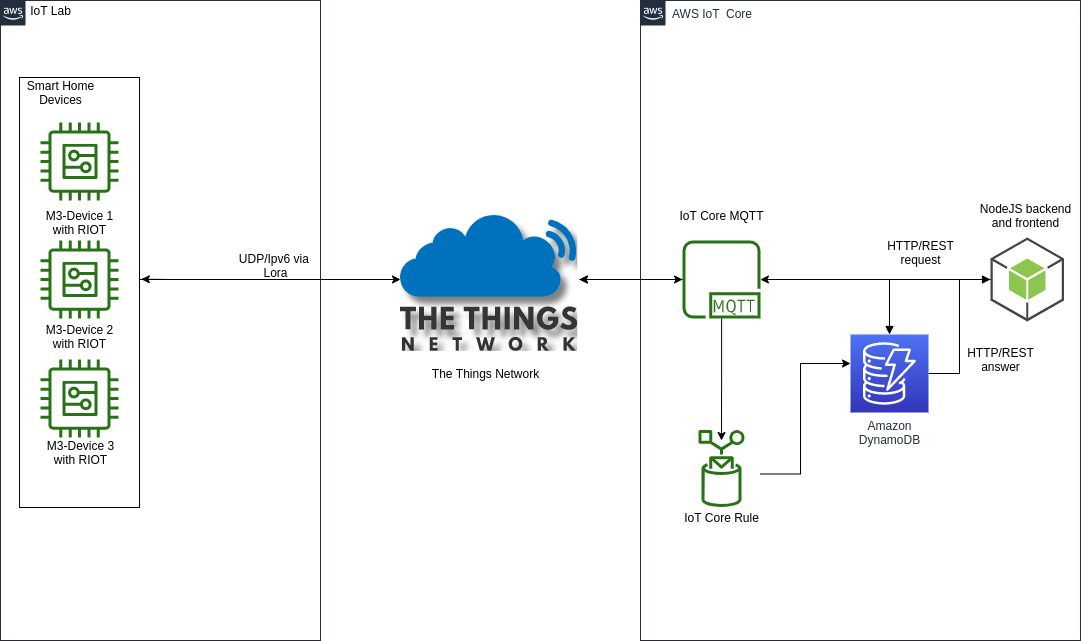 aws
IoT Lab
Smart Home
Devices
M3-Device 1
with RIOT
M3-Device 2
with RIOT
M3-Device 3
with RIOT
UDP/Ipv6 via
Lora
THE THINGS
NETWORK
The Things Network
aws
AWS IoT Core
IoT Core MQTT
MQTT
IoT Core Rule
HTTP/REST
request
NodeJS backend
and frontend
HTTP/REST
answer
Amazon
DynamoDB